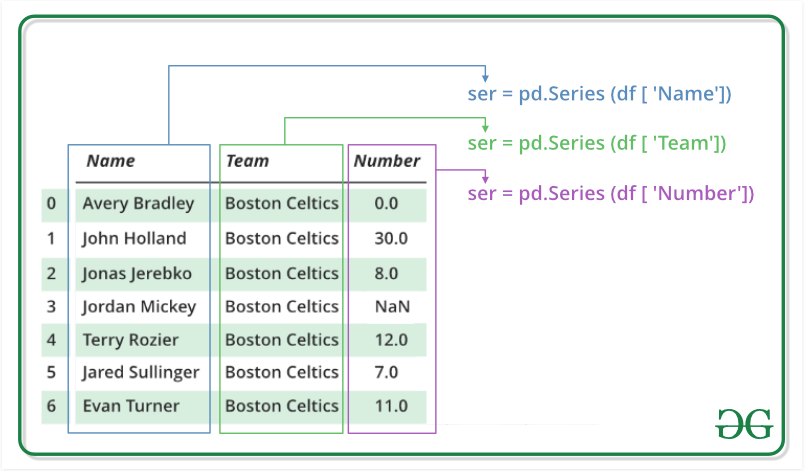 ser = pd.Series (df [ 'Name'])
ser = pd.Series (df [ 'Team'])
ser = pd.Series (df [ 'Number'])
Name Team Number
0 Avery Bradley Boston Celtics 0.0
1 John Holland Boston Celtics 30.0
2 Jonas Jerebko Boston Celtics 8.0
3 Jordan Mickey Boston Celtics NaN
4 Terry Rozier Boston Celtics 12.0
5 Jared Sullinger Boston Celtics 7.0
6 Evan Turner Boston Celtics 11.0